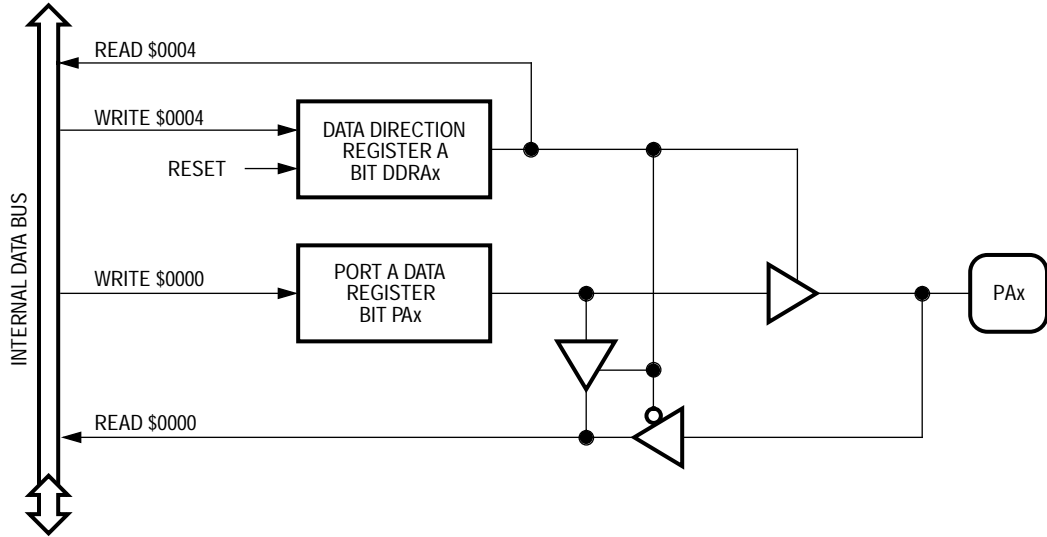 READ $0004
WRITE $0004
DATA DIRECTION
REGISTER A
BIT DDRAx
RESET
INTERNAL DATA BUS
WRITE $0000
PORT A DATA
REGISTER
BIT PAx
PAx
READ $0000